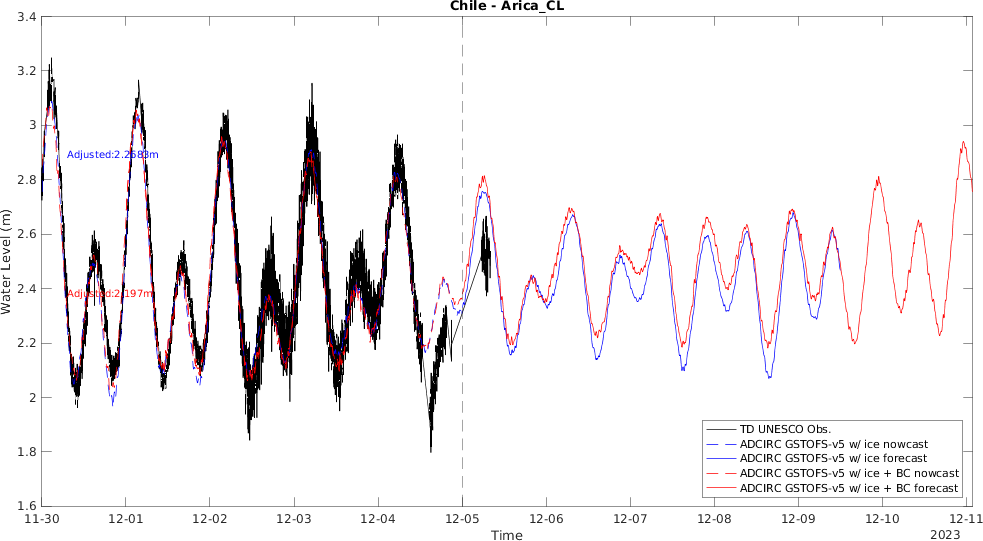 Chile - Arica_CL
3.4
3.2
3
2.8
2.6
2.4
2.2
2
1.8
1.6
Water Level (m)
Adjusted:2.2683m
Adjusted:2.197m
TD UNESCO Obs.
ADCIRC GSTOFS-v5 w/ ice nowcast
ADCIRC GSTOFS-v5 w/ ice forecast
ADCIRC GSTOFS-v5 w/ ice + BC nowcast
ADCIRC GSTOFS-v5 w/ ice + BC forecast
11-30 12-01 12-02 12-03 12-04 12-05 12-06 12-07 12-08 12-09 12-10 12-11
Time
2023